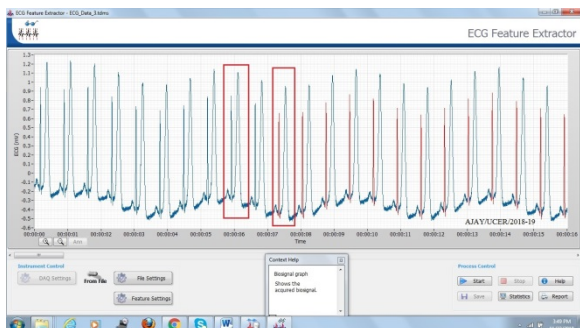 ECG Feature Extractor - ECG_Data_3.tdms
ECG Feature Extractor
1.3
1.2
1.1
1
0.9
0.8
0.7
0.6
0.5
0.4
0.3
0.2
0.1
0
-0.1
-0.2
-0.3
-0.4
-0.5
-0.6
ECG (mV)
AJAY/UCER/2018-19
00:00:00 00:00:01 00:00:02 00:00:03 00:00:04 00:00:05 00:00:06 00:00:07 00:00:08 00:00:09 00:00:10 00:00:11 00:00:12 00:00:13 00:00:14 00:00:15 00:00:16
Time
Instrument Control
DAQ Settings
From File
File Settings
Feature Settings
Context Help
Biosignal graph
Shows the
acquired biosignal.
Process Control
Start
Stop
Help
Save
Statistics
Report
3:49 PM